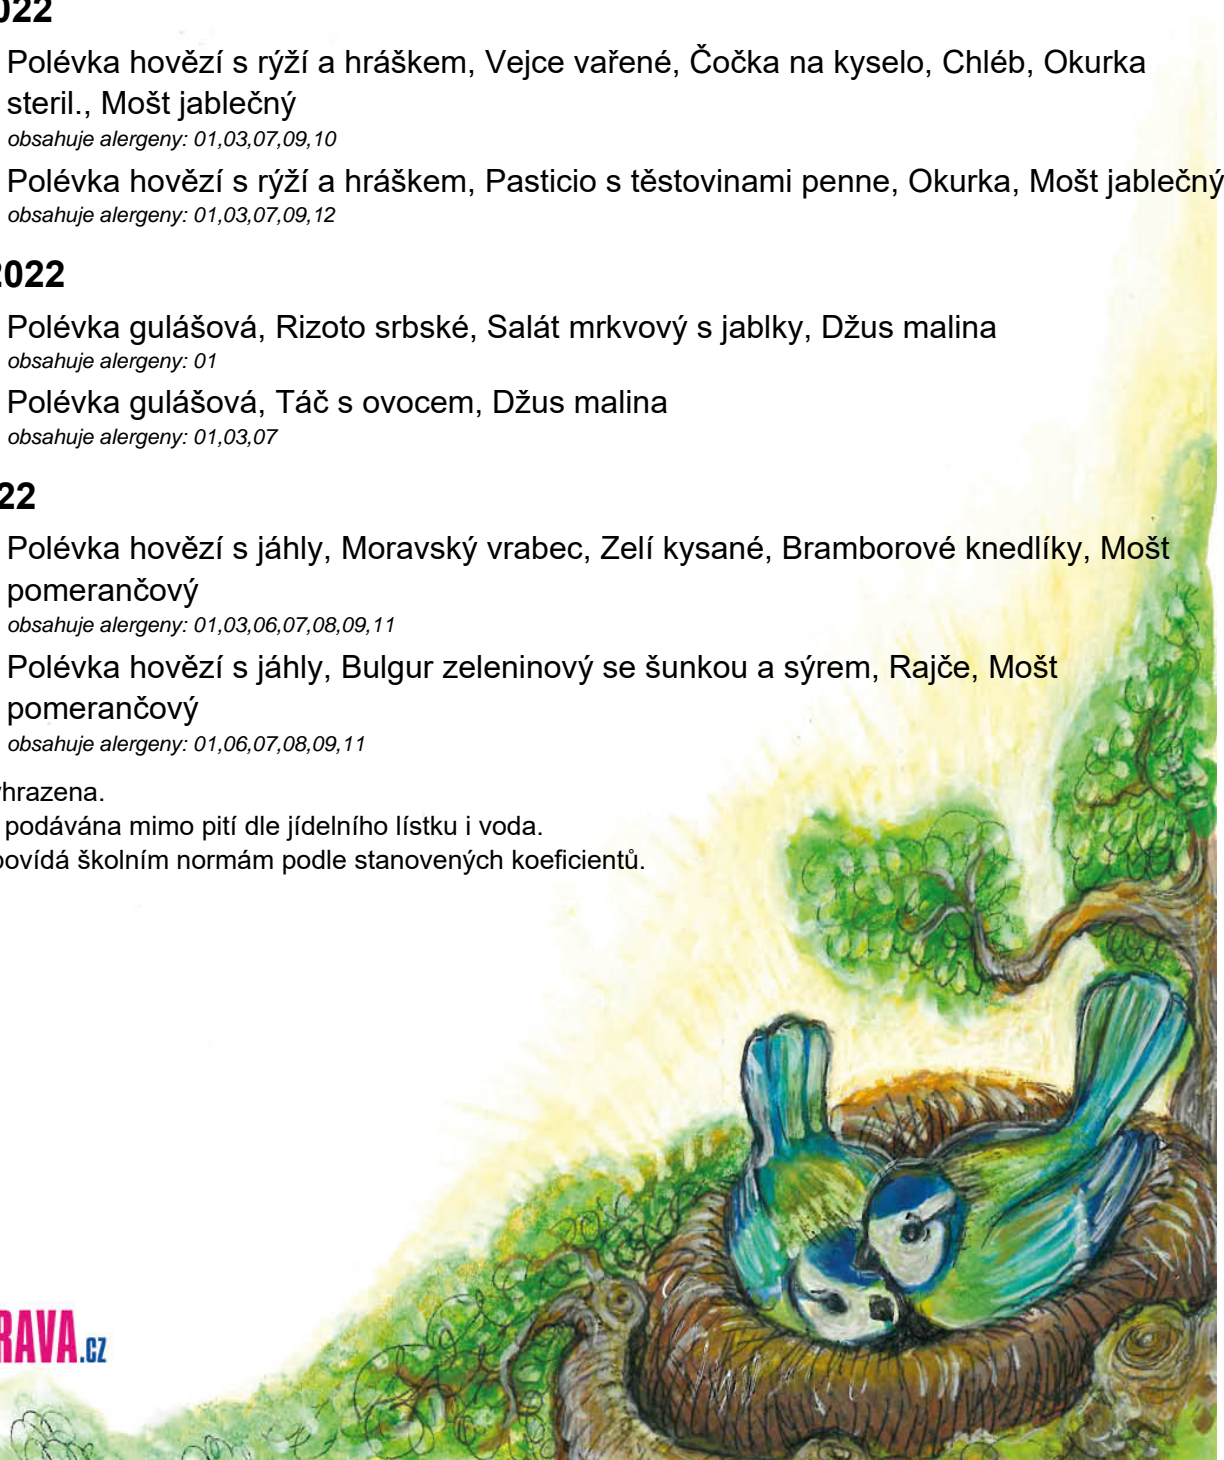 022
Polévka hovězí s rýží a hráškem, Vejce vařené, Čočka na kyselo, Chléb, Okurka
steril., Mošt jablečný
obsahuje alergeny: 01,03,07,09,10
Polévka hovězí s rýží a hráškem, Pasticio s těstovinami penne, Okurka, Mošt jablečný
obsahuje alergeny: 01,03,07,09,12
2022
Polévka gulášová, Rizoto srbské, Salát mrkvový s jablky, Džus malina
obsahuje alergeny: 01
Polévka gulášová, Táč s ovocem, Džus malina
obsahuje alergeny: 01,03,07
22
Polévka hovězí s jáhly, Moravský vrabec, Zelí kysané, Bramborové knedlíky, Mošt
pomerančový
obsahuje alergeny: 01,03,06,07,08,09,11
Polévka hovězí s jáhly, Bulgur zeleninový se šunkou a sýrem, Rajče, Mošt
pomerančový
obsahuje alergeny: 01,06,07,08,09,11
hrazena.
podávána mimo pití dle jídelního lístku i voda.
povídá školním normám podle stanovených koeficientů.
RAVA.cz